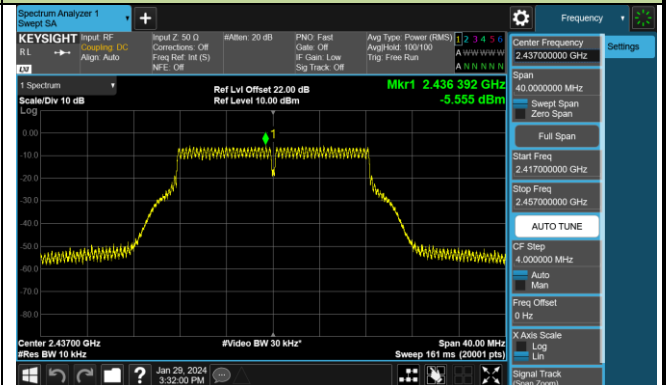 Spectrum Analyzer 1
Swept SA
+
Frequency
KEYSIGHT
RL
Input: RF
Coupling: DC
Align: Auto
Input Z: 50 Ω
Corrections: Off
Freq Ref: Int (S)
NFE: Off
#Atten: 20 dB
PNO: Fast
Gate: Off
IF Gain: Low
Sig Track: Off
Avg Type: Power (RMS)
Avg|Hold: 100/100
Trig: Free Run
1 2 3 4 5 6
A W W W W W
A N N N N N
1 Spectrum
Scale/Div 10 dB
Log
Ref Lvl Offset 22.00 dB
Ref Level 10.00 dBm
Mkr1 2.436 392 GHz
-5.555 dBm
1
0.00
-10.0
-20.0
-30.0
-40.0
-50.0
-60.0
-70.0
-80.0
Center 2.43700 GHz
#Res BW 10 kHz
#Video BW 30 kHz*
Span 40.00 MHz
Sweep 161 ms (20001 pts)
?
Jan 29, 2024
3:32:00 PM
Center Frequency
2.437000000 GHz
Settings
Span
40.0000000 MHz
Swept Span
Zero Span
Full Span
Start Freq
2.417000000 GHz
Stop Freq
2.457000000 GHz
AUTO TUNE
CF Step
4.000000 MHz
Auto
Man
Freq Offset
0 Hz
X Axis Scale
Log
Lin
Signal Track
(Span Zoom)